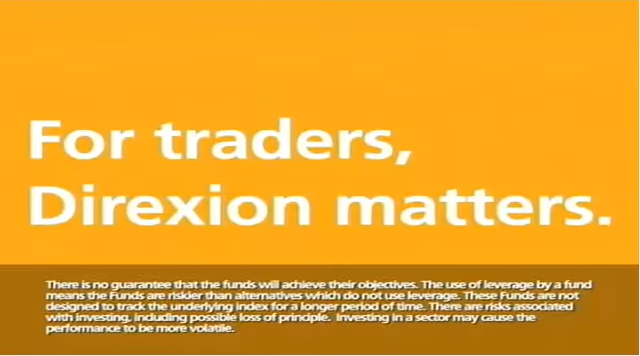 For traders,
Direxion matters.
There is no guarantee that the funds will achieve their objectives. The use of leverage by a fund
means the Funds are riskier than alternatives which do not use leverage. These Funds are not
designed to track the underlying index for a longer period of time. There are risks associated
with investing, including possible loss of principle. Investing in a sector may cause the
performance to be more volatile.